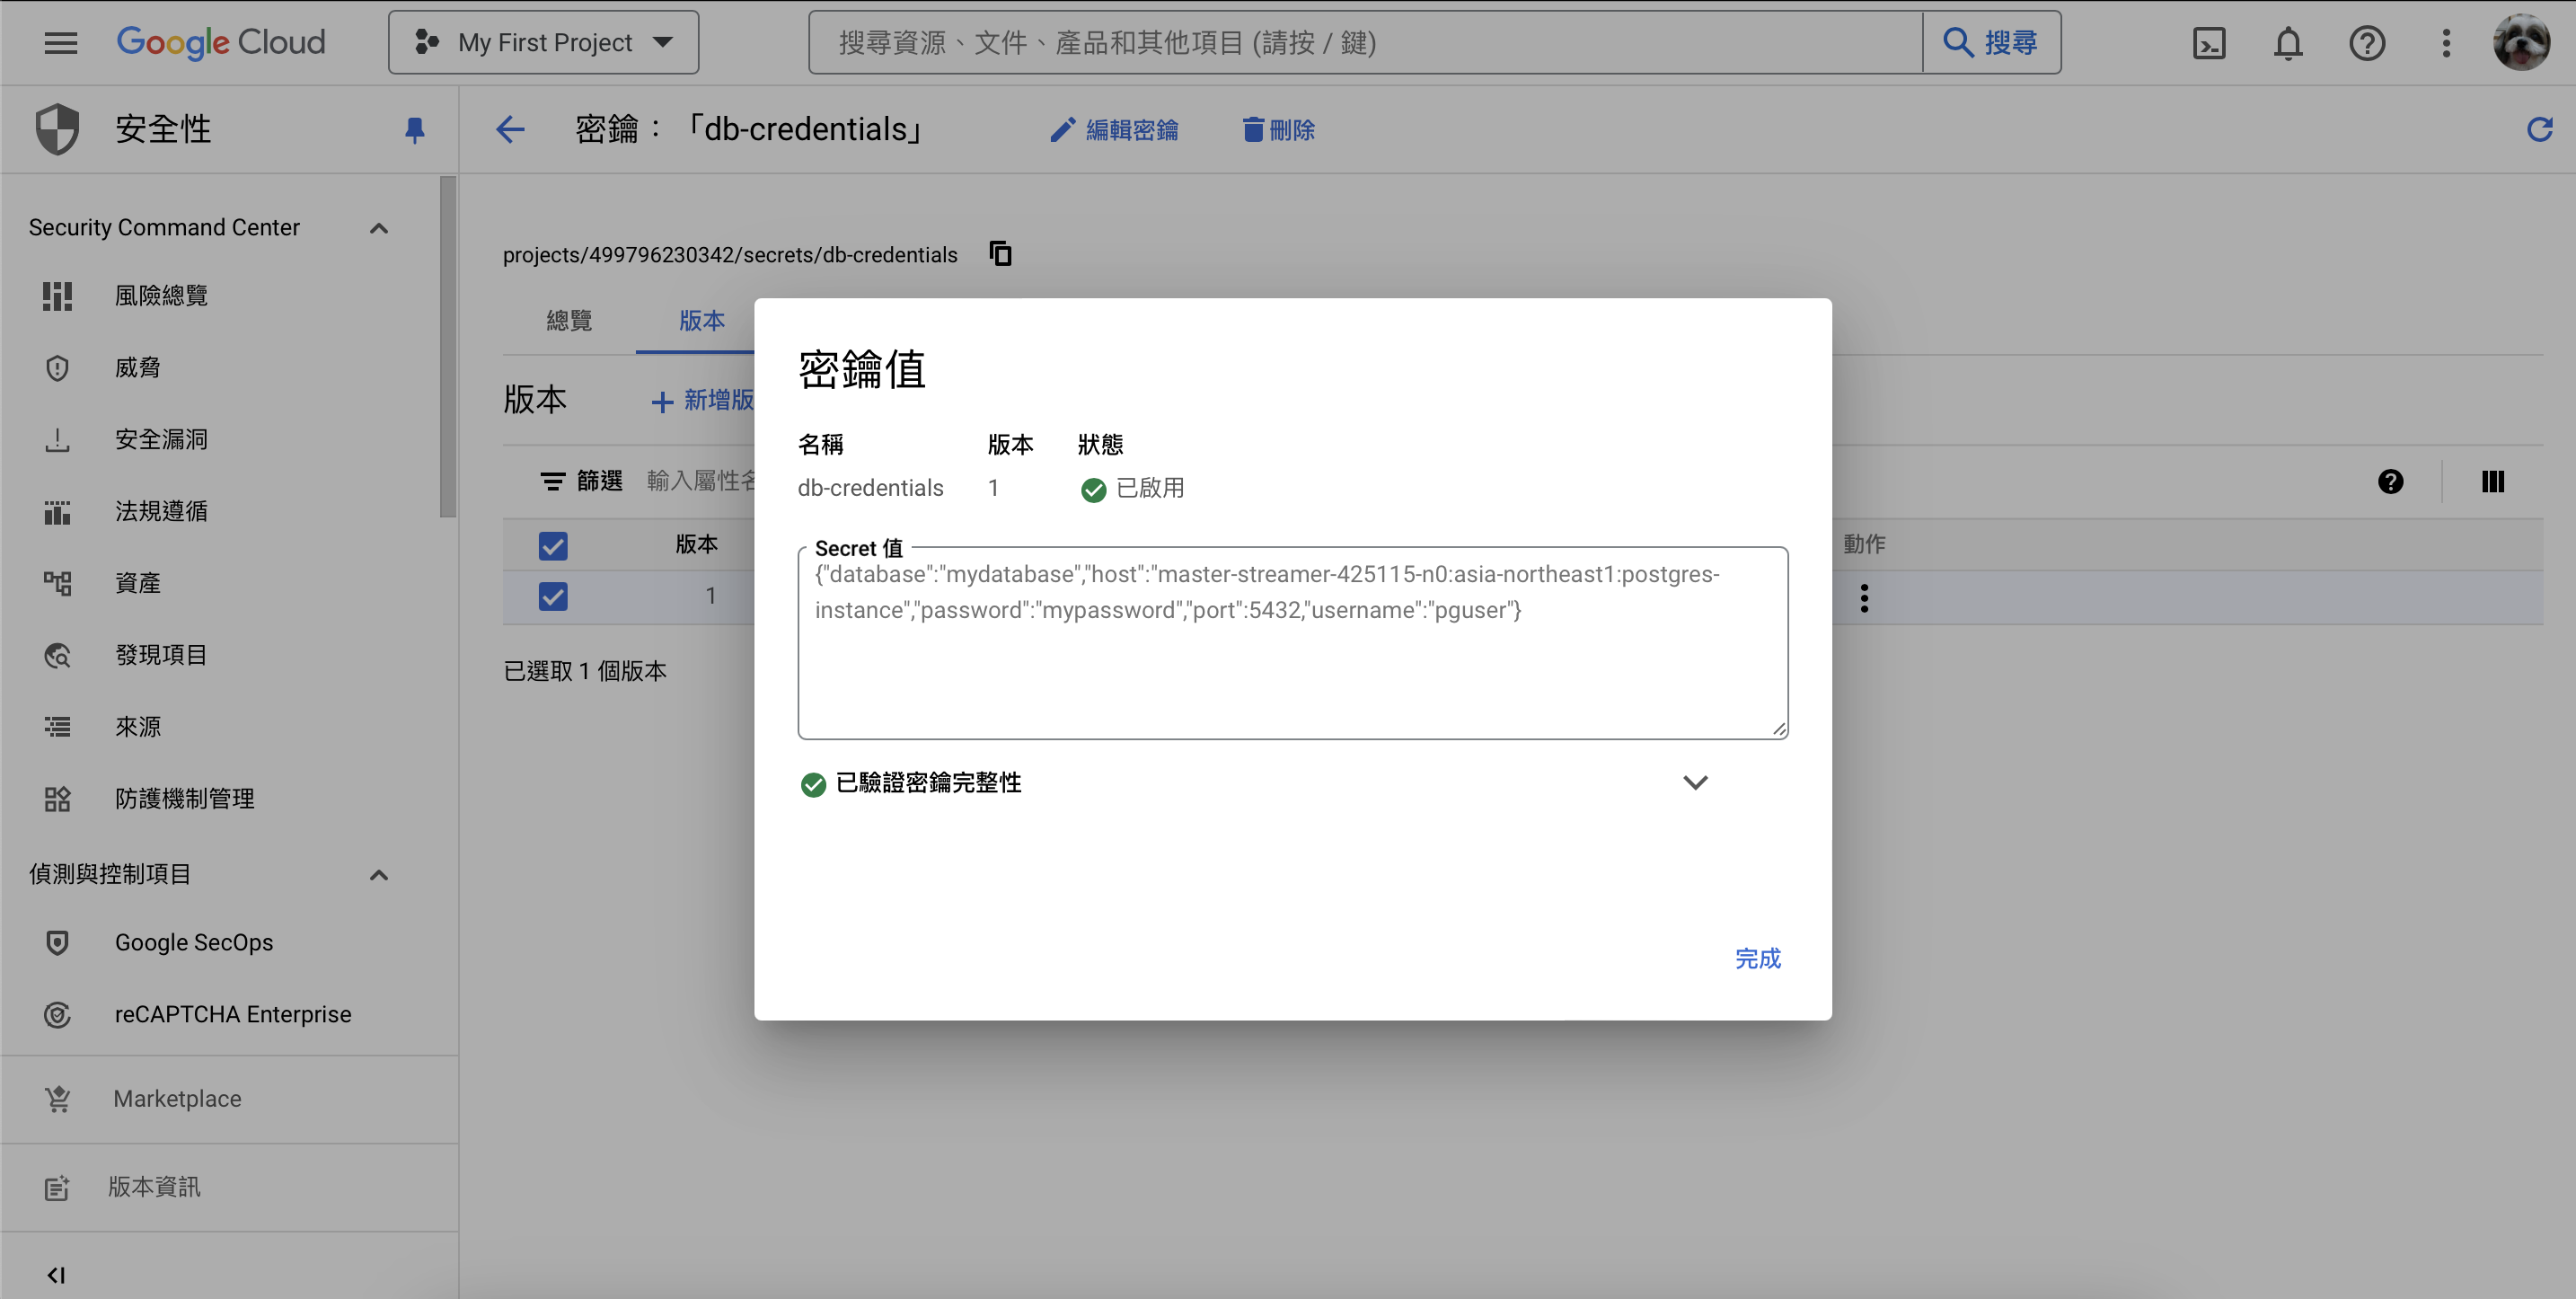 Google Cloud
My First Project
搜尋資源、文件、產品和其他項目 (請按 / 鍵)
搜尋
安全性
密鑰：「db-credentials」
編輯密鑰
刪除
Security Command Center
風險總覽
威脅
安全漏洞
法規遵循
資產
發現項目
來源
防護機制管理
偵測與控制項目
Google SecOps
reCAPTCHA Enterprise
Marketplace
版本資訊
projects/499796230342/secrets/db-credentials
總覽
版本
版本
新增版
篩選
輸入屬性名
版本
動作
1
已選取 1 個版本
密鑰值
名稱 版本 狀態
db-credentials 1 已啟用
Secret 值
{"database":"mydatabase","host":"master-streamer-425115-n0:asia-northeast1:postgres-
instance","password":"mypassword","port":5432,"username":"pguser"}
已驗證密鑰完整性
完成